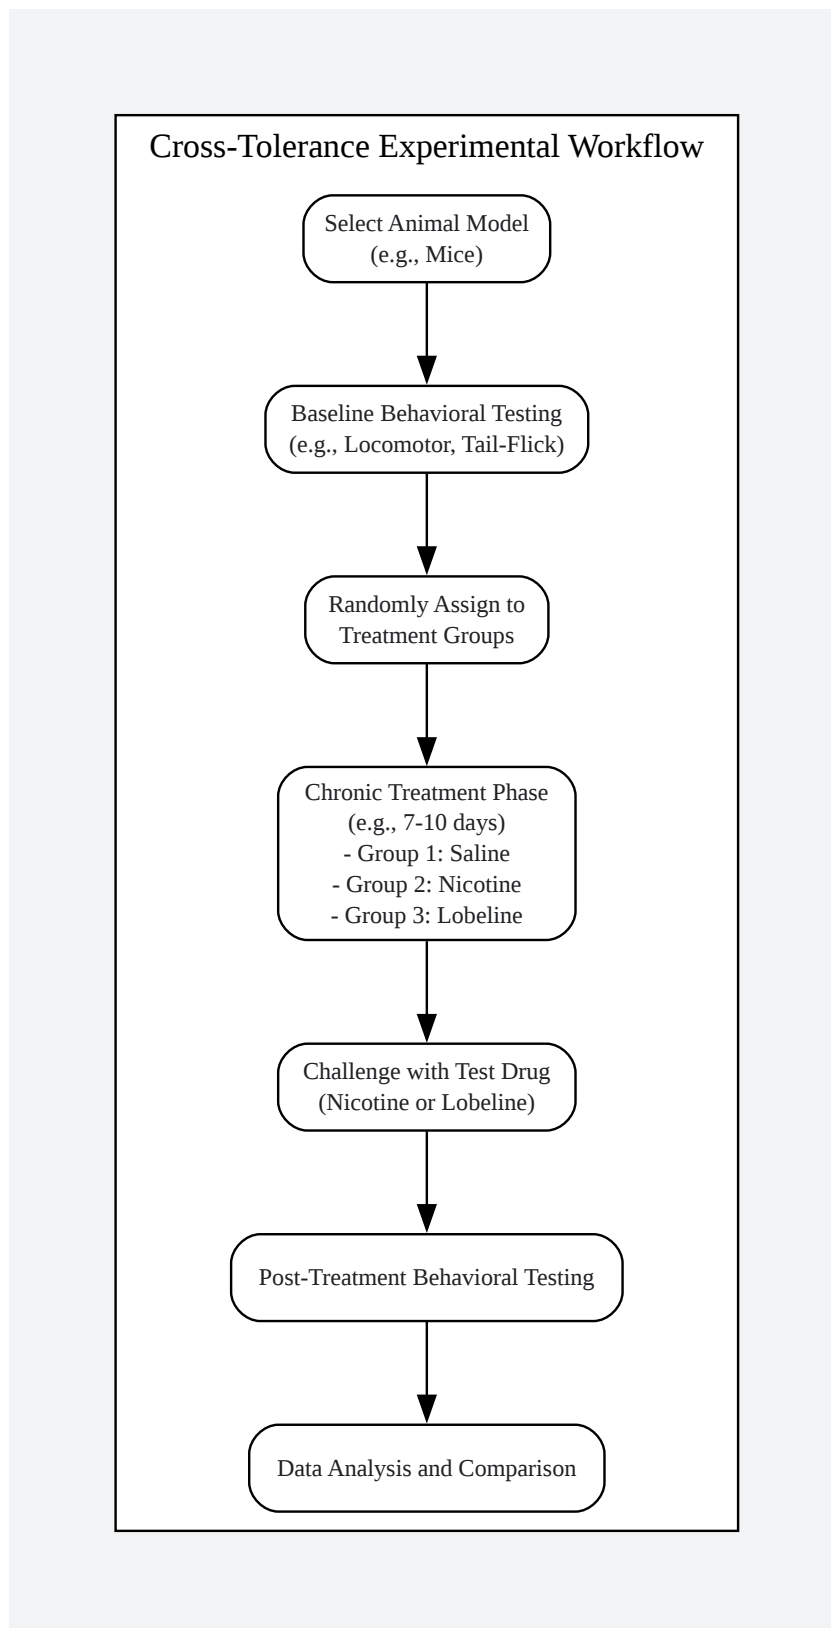 Cross-Tolerance Experimental Workflow
Select Animal Model
(e.g., Mice)
Baseline Behavioral Testing
(e.g., Locomotor, Tail-Flick)
Randomly Assign to
Treatment Groups
Chronic Treatment Phase
(e.g., 7-10 days)
- Group 1: Saline
- Group 2: Nicotine
- Group 3: Lobeline
Challenge with Test Drug
(Nicotine or Lobeline)
Post-Treatment Behavioral Testing
Data Analysis and Comparison